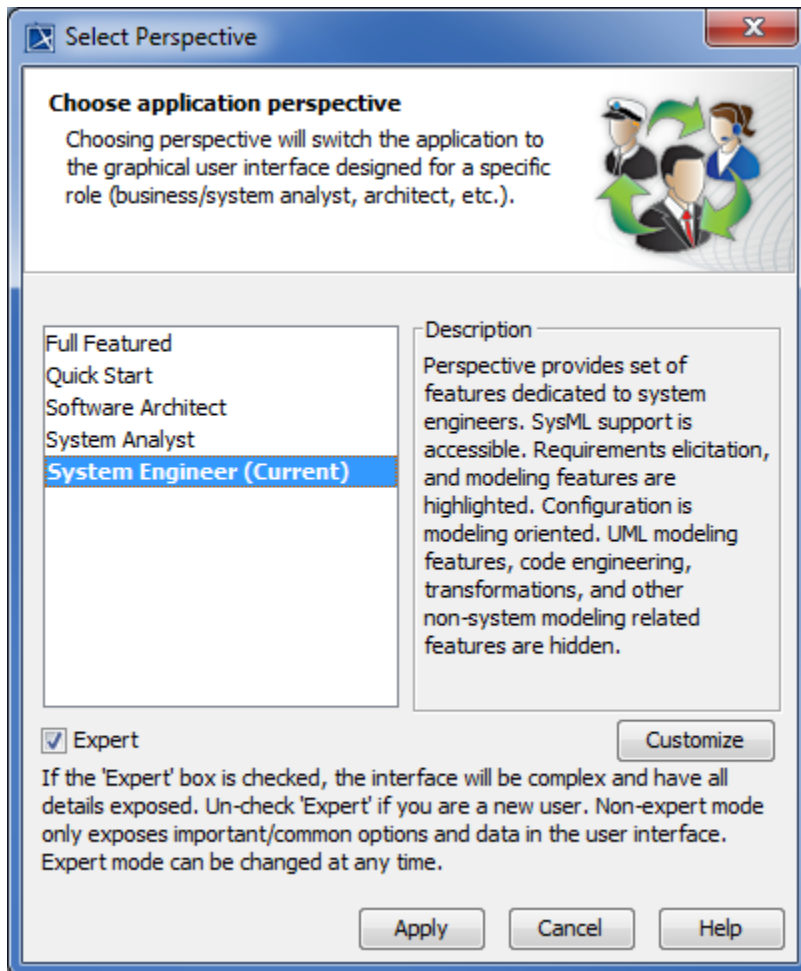 Select Perspective
Choose application perspective
Choosing perspective will switch the application to
the graphical user interface designed for a specific
role (business/system analyst, architect, etc.).
Full Featured
Quick Start
Software Architect
System Analyst
System Engineer (Current)
Description
Perspective provides set of
features dedicated to system
engineers. SysML support is
accessible. Requirements elicitation,
and modeling features are
highlighted. Configuration is
modeling oriented. UML modeling
features, code engineering,
transformations, and other
non-system modeling related
features are hidden.
Expert
Customize
If the 'Expert' box is checked, the interface will be complex and have all
details exposed. Un-check 'Expert' if you are a new user. Non-expert mode
only exposes important/common options and data in the user interface.
Expert mode can be changed at any time.
Apply
Cancel
Help